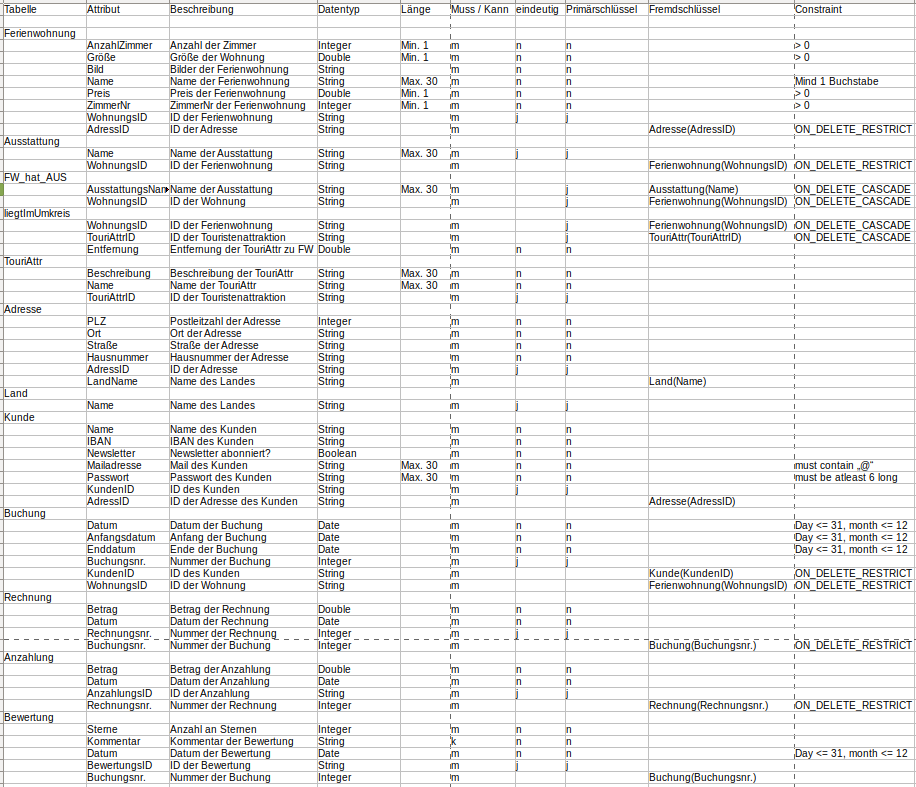 Tabelle Attribut Beschreibung Datentyp Länge Muss / Kann eindeutig Primärschlüssel Fremdschlüssel Constraint
Ferienwohnung
AnzahlZimmer Anzahl der Zimmer Integer Min. 1 m n n > 0
Größe Größe der Wohnung Double Min. 1 m n n > 0
Bild Bilder der Ferienwohnung String m n n
Name Name der Ferienwohnung String Max. 30 m n n Mind 1 Buchstabe
Preis Preis der Ferienwohnung Double Min. 1 m n n > 0
ZimmerNr ZimmerNr der Ferienwohnung Integer Min. 1 m n n > 0
WohnungsID ID der Ferienwohnung String m j j
AdressID ID der Adresse String m Adresse(AdressID) ON_DELETE_RESTRICT
Ausstattung
Name Name der Ausstattung String Max. 30 m j j
WohnungsID ID der Ferienwohnung String m Ferienwohnung(WohnungsID) ON_DELETE_RESTRICT
FW_hat_AUS
AusstattungsNam Name der Ausstattung String Max. 30 m j Ausstattung(Name) ON_DELETE_CASCADE
WohnungsID ID der Wohnung String m j Ferienwohnung(WohnungsID) ON_DELETE_CASCADE
liegtImUmkreis
WohnungsID ID der Ferienwohnung String m j Ferienwohnung(WohnungsID) ON_DELETE_CASCADE
TouriAttrID ID der Touristenattraktion String m j TouriAttr(TouriAttrID) ON_DELETE_CASCADE
Entfernung Entfernung der TouriAttr zu FW Double m n n
TouriAttr
Beschreibung Beschreibung der TouriAttr String Max. 30 m n n
Name Name der TouriAttr String Max. 30 m n n
TouriAttrID ID der Touristenattraktion String m j j
Adresse
PLZ Postleitzahl der Adresse Integer m n n
Ort Ort der Adresse String m n n
Straße Straße der Adresse String m n n
Hausnummer Hausnummer der Adresse String m n n
AdressID ID der Adresse String m j j
LandName Name des Landes String m Land(Name)
Land
Name Name des Landes String m j j
Kunde
Name Name des Kunden String m n n
IBAN IBAN des Kunden String m n n
Newsletter Newsletter abonniert? Boolean m n n
Mailadresse Mail des Kunden String Max. 30 m n n must contain „@“
Passwort Passwort des Kunden String Max. 30 m n n must be atleast 6 long
KundenID ID des Kunden String m j j
AdressID ID der Adresse des Kunden String m Adresse(AdressID)
Buchung
Datum Datum der Buchung Date m n n Day <= 31, month <= 12
Anfangsdatum Anfang der Buchung Date m n n Day <= 31, month <= 12
Enddatum Ende der Buchung Date m n n Day <= 31, month <= 12
Buchungsnr. Nummer der Buchung Integer m j j
KundenID ID des Kunden String m Kunde(KundenID) ON_DELETE_RESTRICT
WohnungsID ID der Wohnung String m Ferienwohnung(WohnungsID) ON_DELETE_RESTRICT
Rechnung
Betrag Betrag der Rechnung Double m n n
Datum Datum der Rechnung Date m n n
Rechnungsnr. Nummer der Rechnung Integer m j j
Buchungsnr. Nummer der Buchung Integer m Buchung(Buchungsnr.) ON_DELETE_RESTRICT
Anzahlung
Betrag Betrag der Anzahlung Double m n n
Datum Datum der Anzahlung Date m n n
AnzahlungsID ID der Anzahlung String m j j
Rechnungsnr. Nummer der Rechnung Integer m Rechnung(Rechnungsnr.) ON_DELETE_RESTRICT
Bewertung
Sterne Anzahl an Sternen Integer m n n
Kommentar Kommentar der Bewertung String k n n
Datum Datum der Bewertung Date m n n Day <= 31, month <= 12
BewertungsID ID der Bewertung String m j j
Buchungsnr. Nummer der Buchung Integer m Buchung(Buchungsnr.)